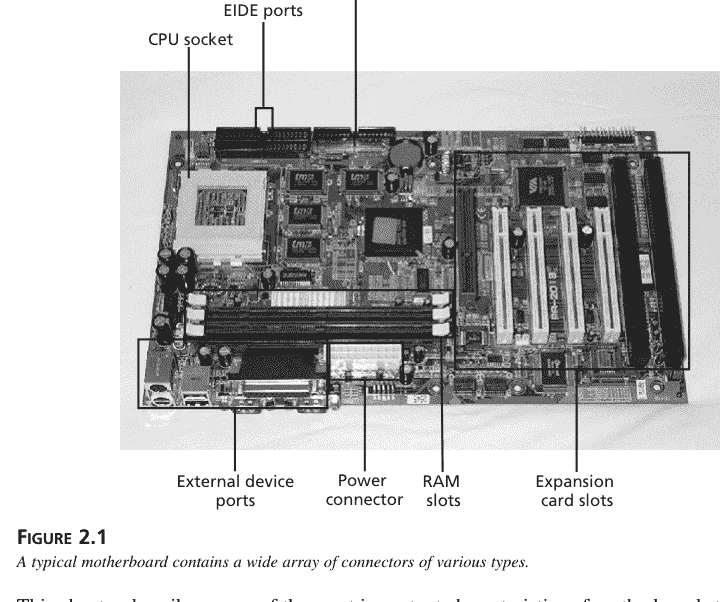 EIDE ports
CPU socket
VIA
External device
ports
Power
connector
RAM
slots
Expansion
card slots
FIGURE 2.1
A typical motherboard contains a wide array of connectors of various types.